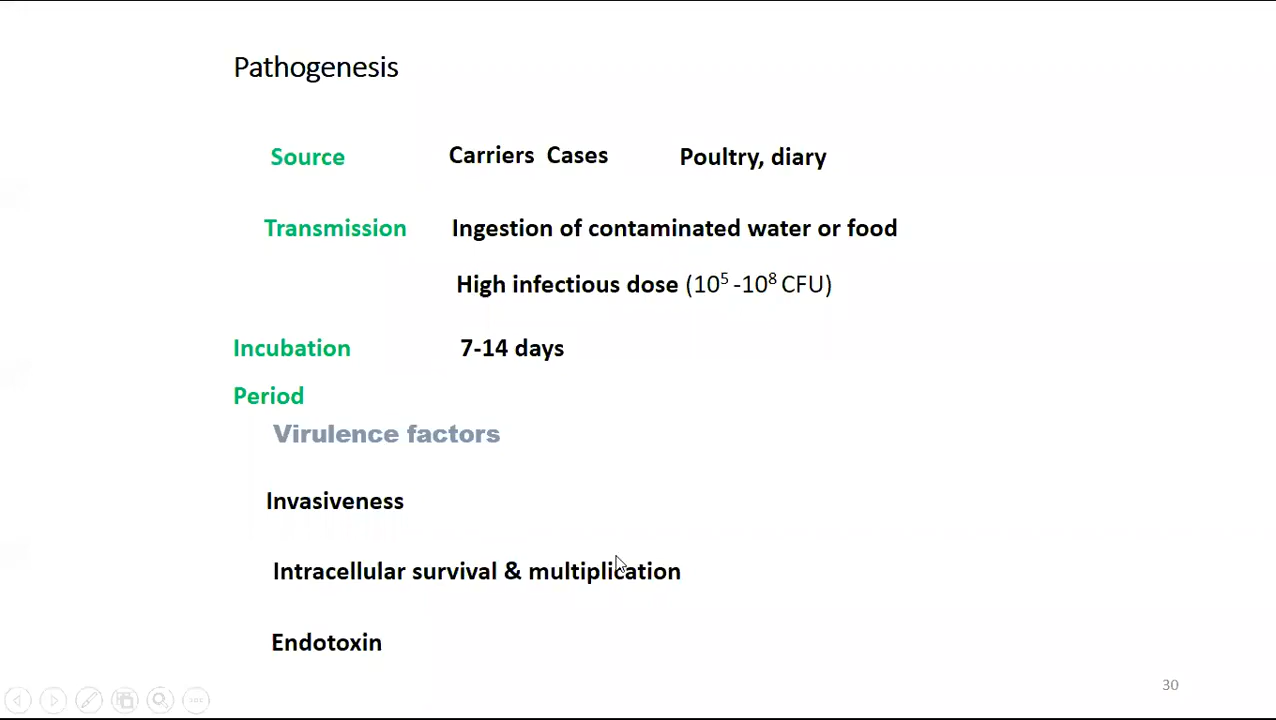 Pathogenesis
Source Carriers Cases Poultry, diary
Transmission Ingestion of contaminated water or food
High infectious dose (10⁵ -10⁸ CFU)
Incubation 7-14 days
Period
Virulence factors
Invasiveness
Intracellular survival & multiplication
Endotoxin
30